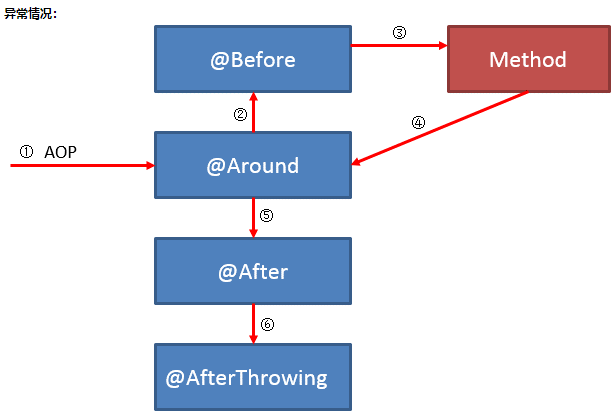 异常情况：
@Before
③
Method
②
④
① AOP
@Around
⑤
@After
⑥
@AfterThrowing